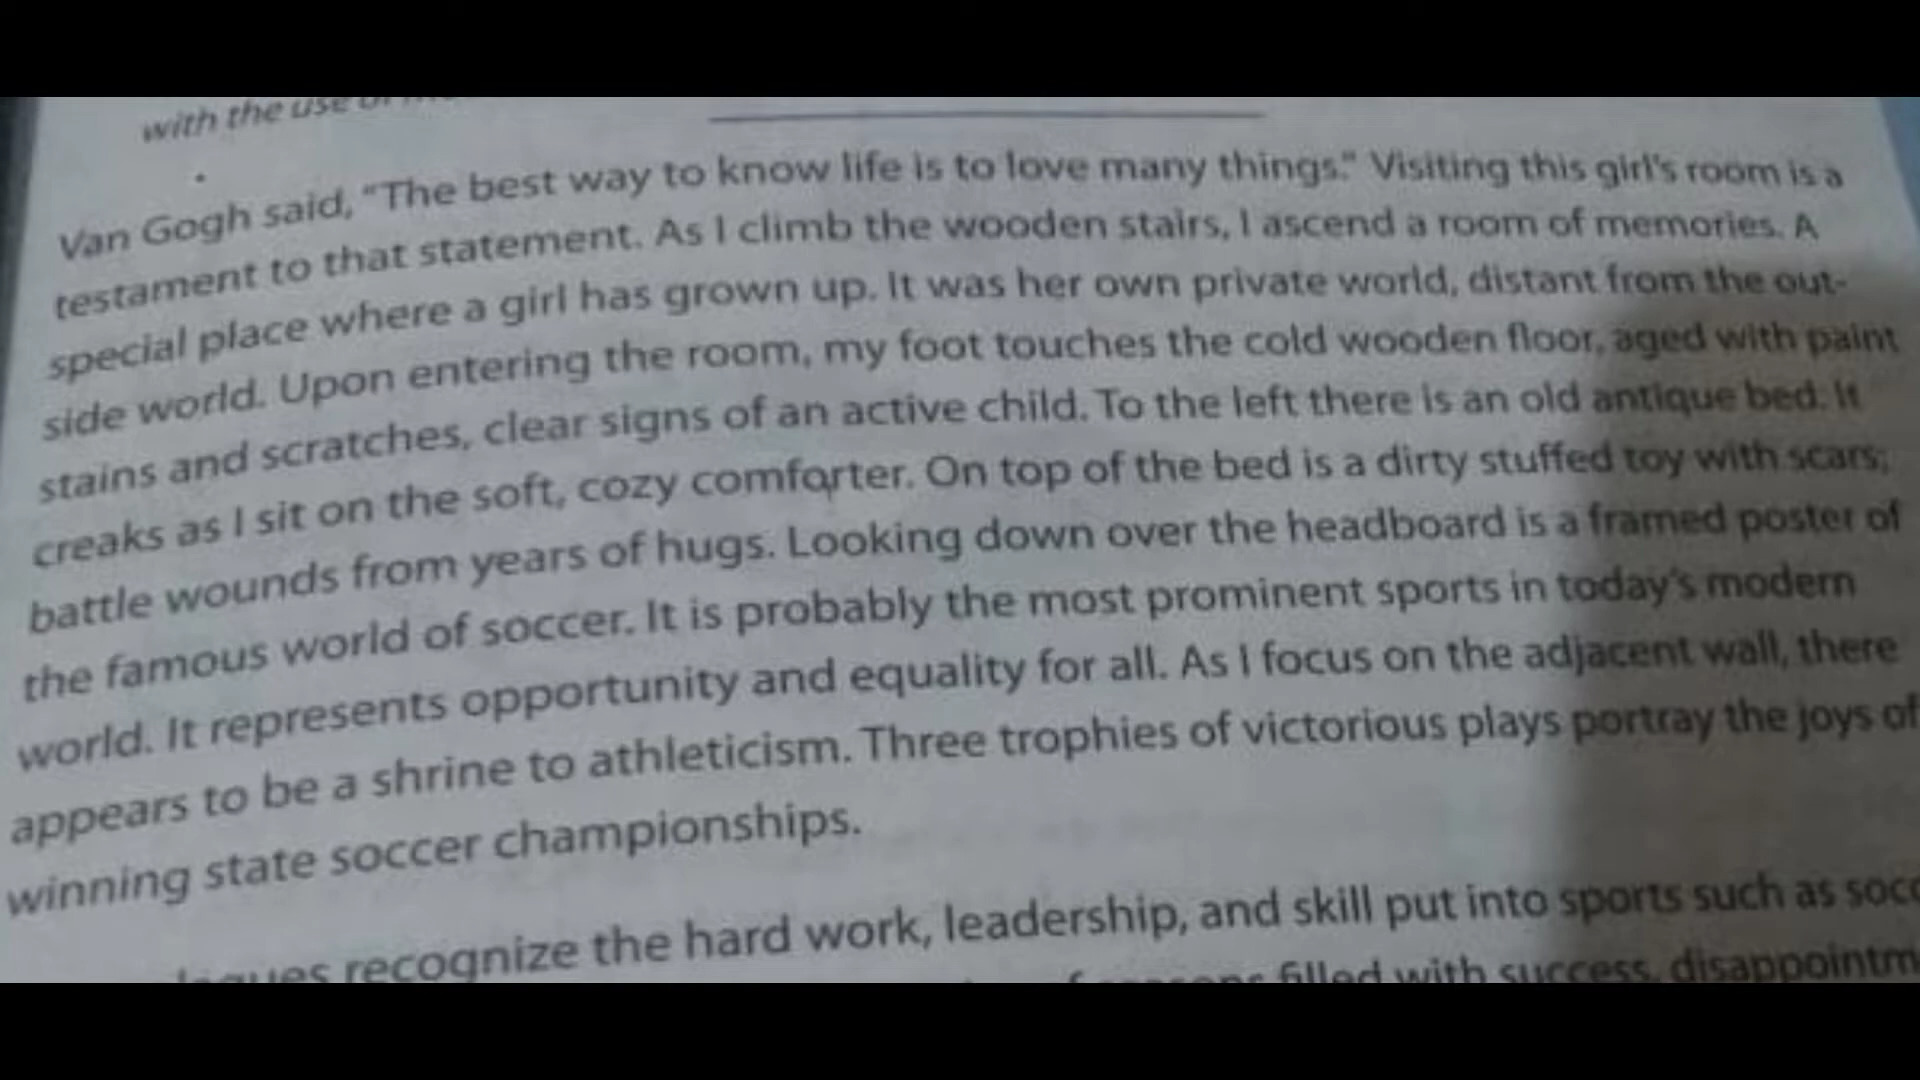 with the use
Van Gogh said, "The best way to know life is to love many things." Visiting this girl's room is a
testament to that statement. As I climb the wooden stairs, I ascend a room of memories. A
special place where a girl has grown up. It was her own private world, distant from the out-
side world. Upon entering the room, my foot touches the cold wooden floor, aged with paint
stains and scratches, clear signs of an active child. To the left there is an old antique bed. It
creaks as I sit on the soft, cozy comforter. On top of the bed is a dirty stuffed toy with scars;
battle wounds from years of hugs. Looking down over the headboard is a framed poster of
the famous world of soccer. It is probably the most prominent sports in today's modern
world. It represents opportunity and equality for all. As I focus on the adjacent wall, there
appears to be a shrine to athleticism. Three trophies of victorious plays portray the joys of
winning state soccer championships.
recognize the hard work, leadership, and skill put into sports such as
filled with success, disappointm